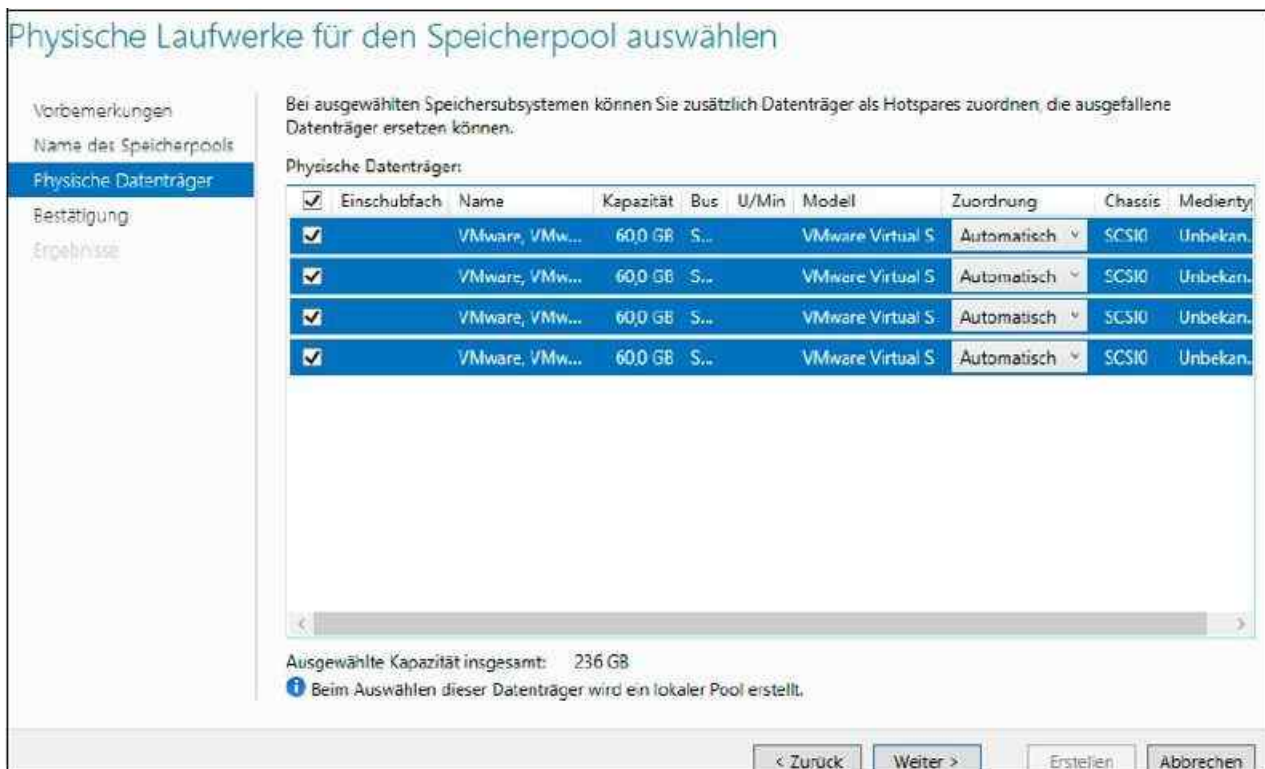 Physische Laufwerke für den Speicherpool auswählen
Vorbemerkungen
Name des Speicherpools
Physische Datenträger
Bestätigung
Ergebnisse
Bei ausgewählten Speichersubsystemen können Sie zusätzlich Datenträger als Hotspares zuordnen, die ausgefallene
Datenträger ersetzen können.
Physische Datenträger:
Einschubfach Name Kapazität Bus U/Min Modell Zuordnung Chassis Medienty
VMware, VMw... 60,0 GB S... VMware Virtual S Automatisch SCSI0 Unbekan...
VMware, VMw... 60,0 GB S... VMware Virtual S Automatisch SCSI0 Unbekan...
VMware, VMw... 60,0 GB S... VMware Virtual S Automatisch SCSI0 Unbekan...
VMware, VMw... 60,0 GB S... VMware Virtual S Automatisch SCSI0 Unbekan...
Ausgewählte Kapazität insgesamt: 236 GB
Beim Auswählen dieser Datenträger wird ein lokaler Pool erstellt.
< Zurück Weiter > Erstellen Abbrechen